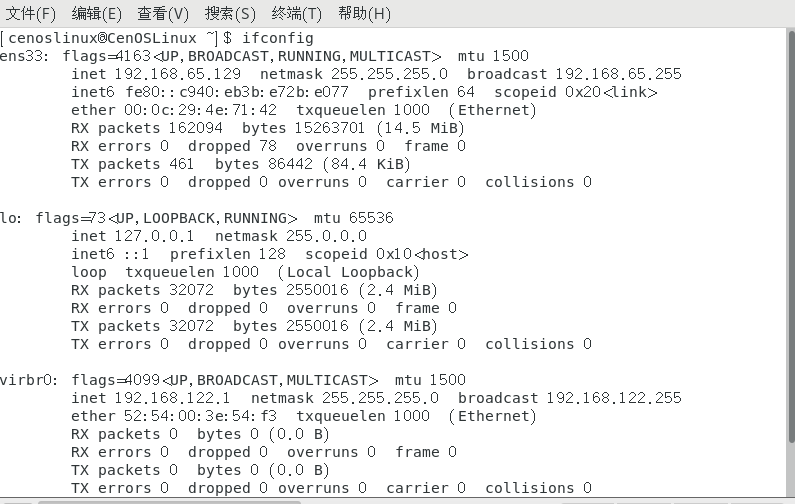 文件(F) 编辑(E) 查看(V) 搜索(S) 终端(T) 帮助(H)
[cenoslinux@CenOSLinux ~]$ ifconfig
ens33: flags=4163<UP,BROADCAST,RUNNING,MULTICAST>  mtu 1500
        inet 192.168.65.129  netmask 255.255.255.0  broadcast 192.168.65.255
        inet6 fe80::c940:eb3b:e72b:e077  prefixlen 64  scopeid 0x20<link>
        ether 00:0c:29:4e:71:42  txqueuelen 1000  (Ethernet)
        RX packets 162094  bytes 15263701 (14.5 MiB)
        RX errors 0  dropped 78  overruns 0  frame 0
        TX packets 461  bytes 86442 (84.4 KiB)
        TX errors 0  dropped 0 overruns 0  carrier 0  collisions 0
lo: flags=73<UP,LOOPBACK,RUNNING>  mtu 65536
        inet 127.0.0.1  netmask 255.0.0.0
        inet6 ::1  prefixlen 128  scopeid 0x10<host>
        loop  txqueuelen 1000  (Local Loopback)
        RX packets 32072  bytes 2550016 (2.4 MiB)
        RX errors 0  dropped 0  overruns 0  frame 0
        TX packets 32072  bytes 2550016 (2.4 MiB)
        TX errors 0  dropped 0 overruns 0  carrier 0  collisions 0
virbr0: flags=4099<UP,BROADCAST,MULTICAST>  mtu 1500
        inet 192.168.122.1  netmask 255.255.255.0  broadcast 192.168.122.255
        ether 52:54:00:3e:54:f3  txqueuelen 1000  (Ethernet)
        RX packets 0  bytes 0 (0.0 B)
        RX errors 0  dropped 0  overruns 0  frame 0
        TX packets 0  bytes 0 (0.0 B)
        TX errors 0  dropped 0 overruns 0  carrier 0  collisions 0